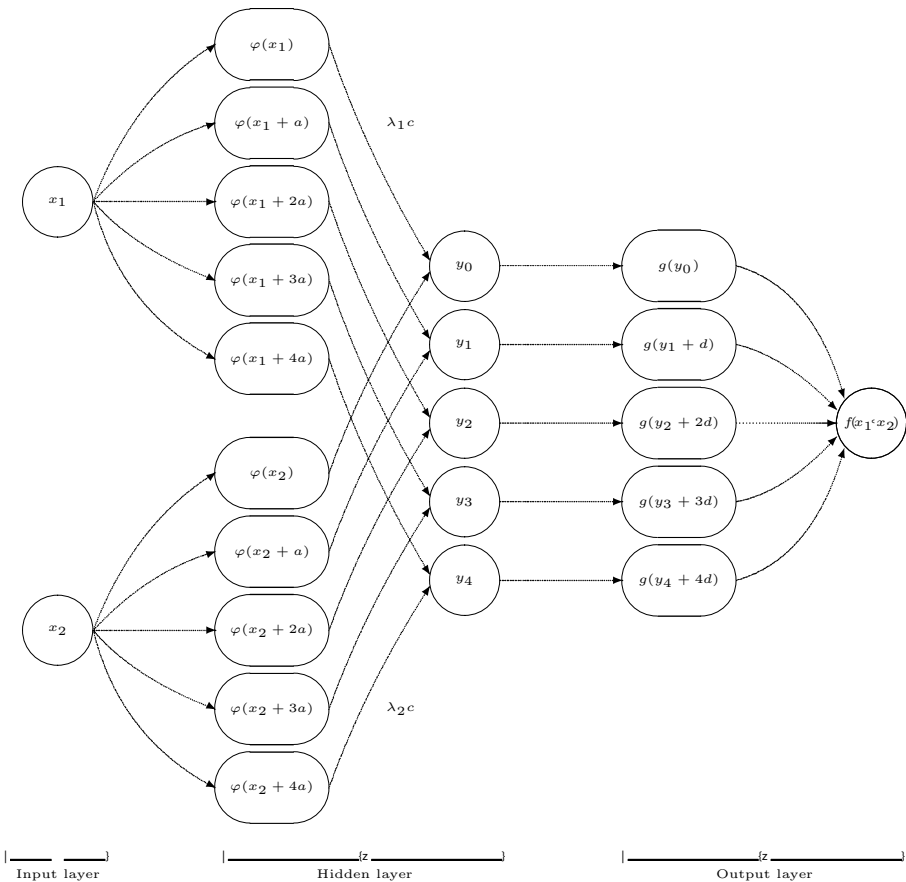 φ(x₁)
φ(x₁ + a)
φ(x₁ + 2a)
φ(x₁ + 3a)
φ(x₁ + 4a)
λ₁c
x₁
y₀
y₁
y₂
y₃
y₄
g(y₀)
g(y₁ + d)
g(y₂ + 2d)
g(y₃ + 3d)
g(y₄ + 4d)
f(x₁,x₂)
φ(x₂)
φ(x₂ + a)
φ(x₂ + 2a)
φ(x₂ + 3a)
φ(x₂ + 4a)
x₂
λ₂c
Input layer
Hidden layer
Output layer